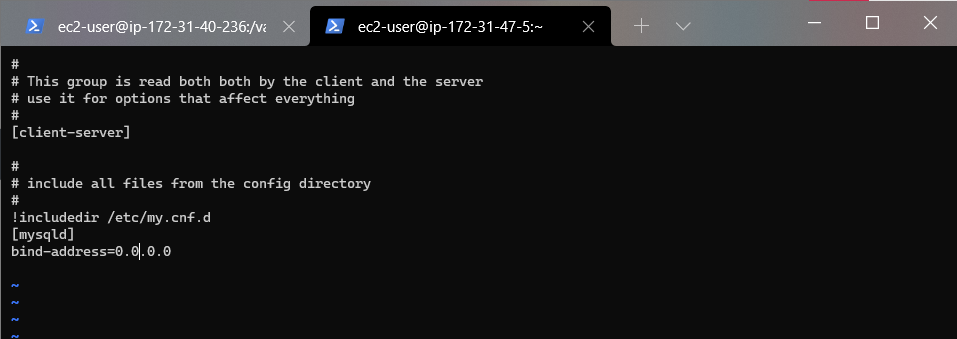 ec2-user@ip-172-31-40-236:/va
ec2-user@ip-172-31-47-5:~
#
# This group is read both both by the client and the server
# use it for options that affect everything
#
[client-server]
#
# include all files from the config directory
#
!includedir /etc/my.cnf.d
[mysqld]
bind-address=0.0.0.0
~
~
~
~